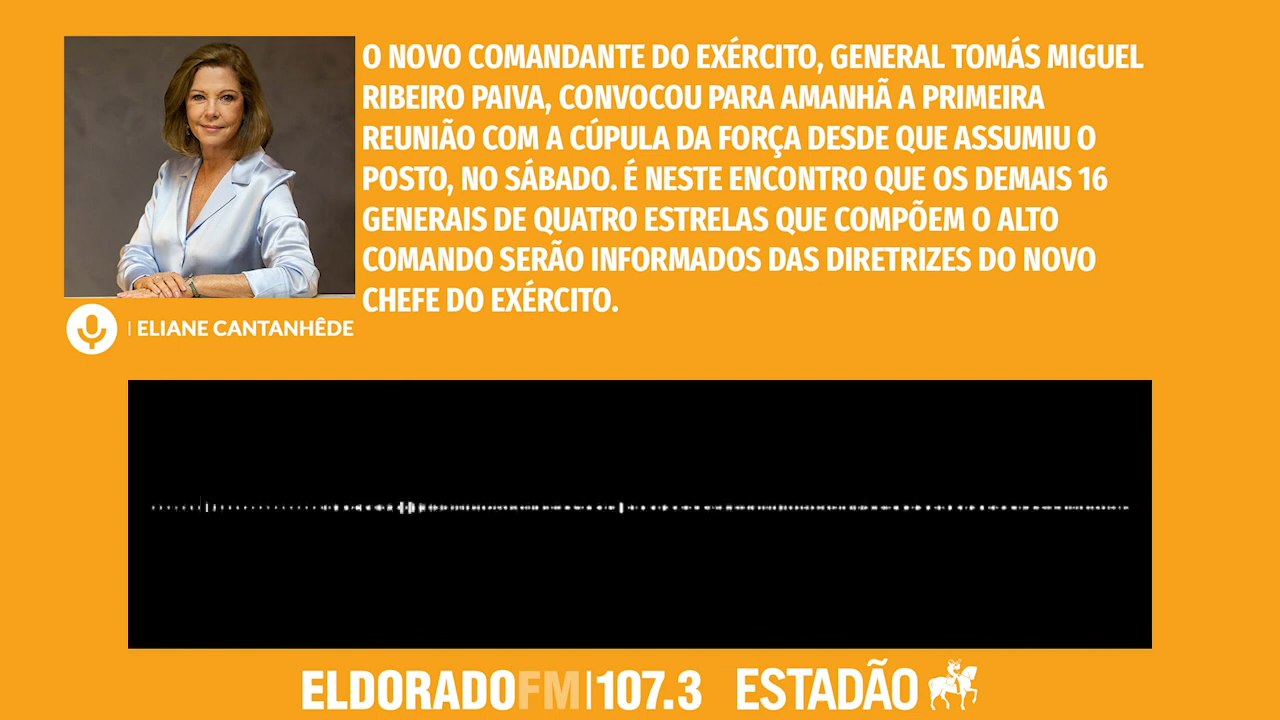 O NOVO COMANDANTE DO EXÉRCITO, GENERAL TOMÁS MIGUEL
RIBEIRO PAIVA, CONVOCOU PARA AMANHÃ A PRIMEIRA
REUNIÃO COM A CÚPULA DA FORÇA DESDE QUE ASSUMIU O
POSTO, NO SÁBADO. É NESTE ENCONTRO QUE OS DEMAIS 16
GENERAIS DE QUATRO ESTRELAS QUE COMPÕEM O ALTO
COMANDO SERÃO INFORMADOS DAS DIRETRIZES DO NOVO
CHEFE DO EXÉRCITO.
| ELIANE CANTANHÊDE
ELDORADOFM|107.3 ESTADÃO